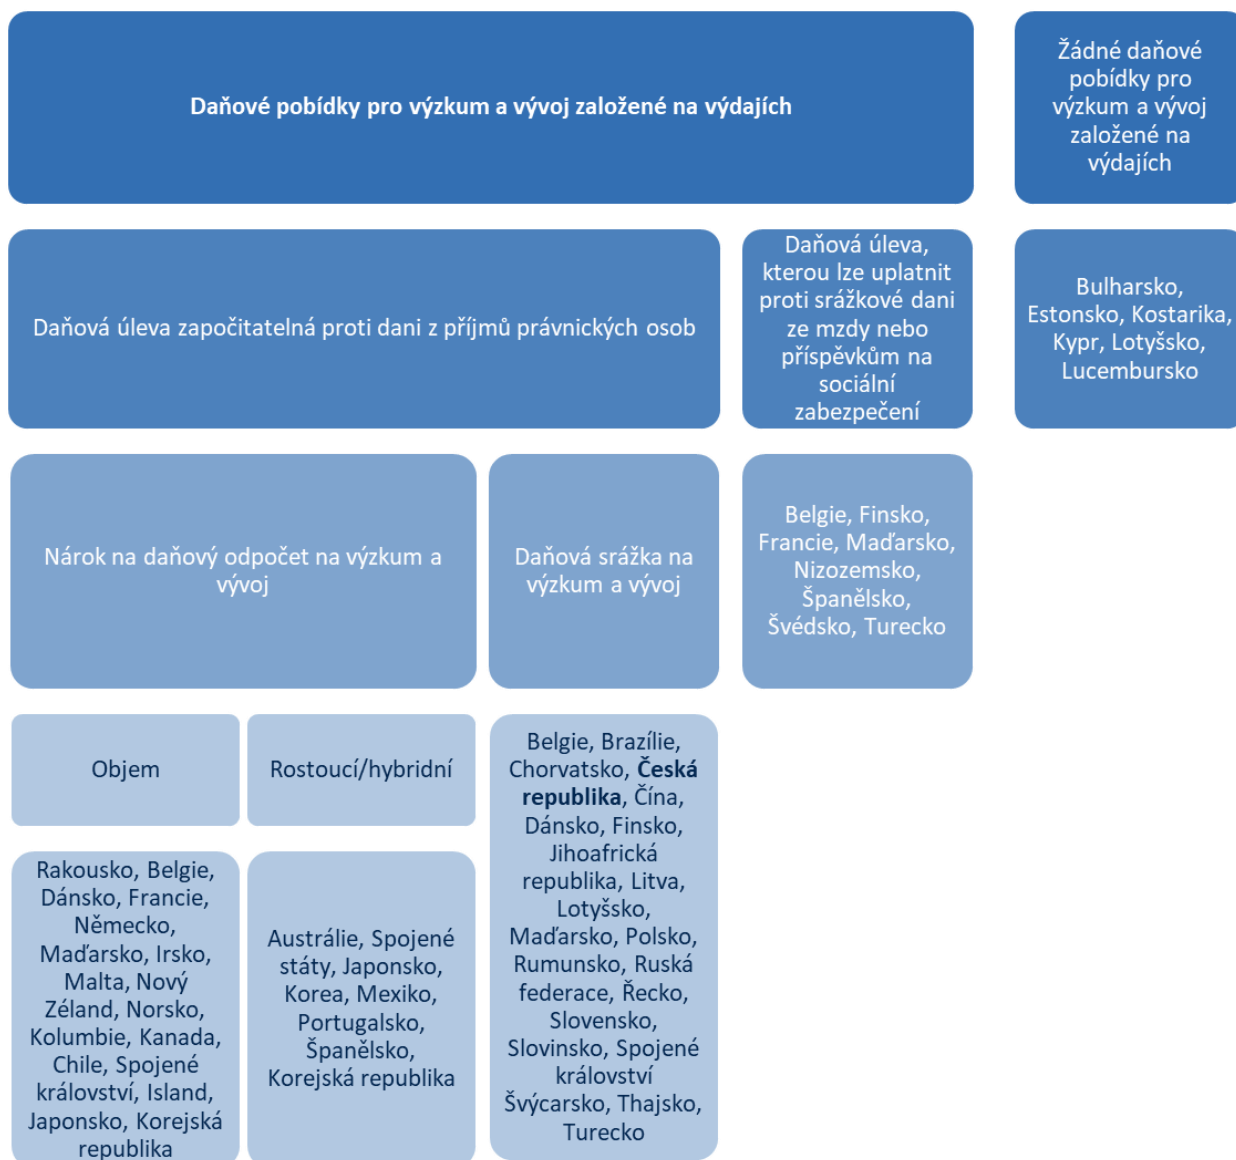 Daňové pobídky pro výzkum a vývoj založené na výdajích
Žádné daňové
pobídky pro
výzkum a vývoj
založené na
výdajích
Daňová úleva započitatelná proti dani z příjmů právnických osob
Daňová úleva,
kterou lze uplatnit
proti srážkové dani
ze mzdy nebo
příspěvkům na
sociální
zabezpečení
Bulharsko,
Estonsko, Kostarika,
Kypr, Lotyšsko,
Lucembursko
Nárok na daňový odpočet na výzkum a
vývoj
Daňová srážka na
výzkum a vývoj
Belgie, Finsko,
Francie, Maďarsko,
Nizozemsko,
Španělsko,
Švédsko, Turecko
Objem
Rostoucí/hybridní
Belgie, Brazílie,
Chorvatsko, Česká
republika, Čína,
Dánsko, Finsko,
Jihoafrická
republika, Litva,
Lotyšsko,
Maďarsko, Polsko,
Rumunsko, Ruská
federace, Řecko,
Slovensko,
Slovinsko, Spojené
království
Švýcarsko, Thajsko,
Turecko
Rakousko, Belgie,
Dánsko, Francie,
Německo,
Maďarsko, Irsko,
Malta, Nový
Zéland, Norsko,
Kolumbie, Kanada,
Chile, Spojené
království, Island,
Japonsko, Korejská
republika
Austrálie, Spojené
státy, Japonsko,
Korea, Mexiko,
Portugalsko,
Španělsko,
Korejská republika